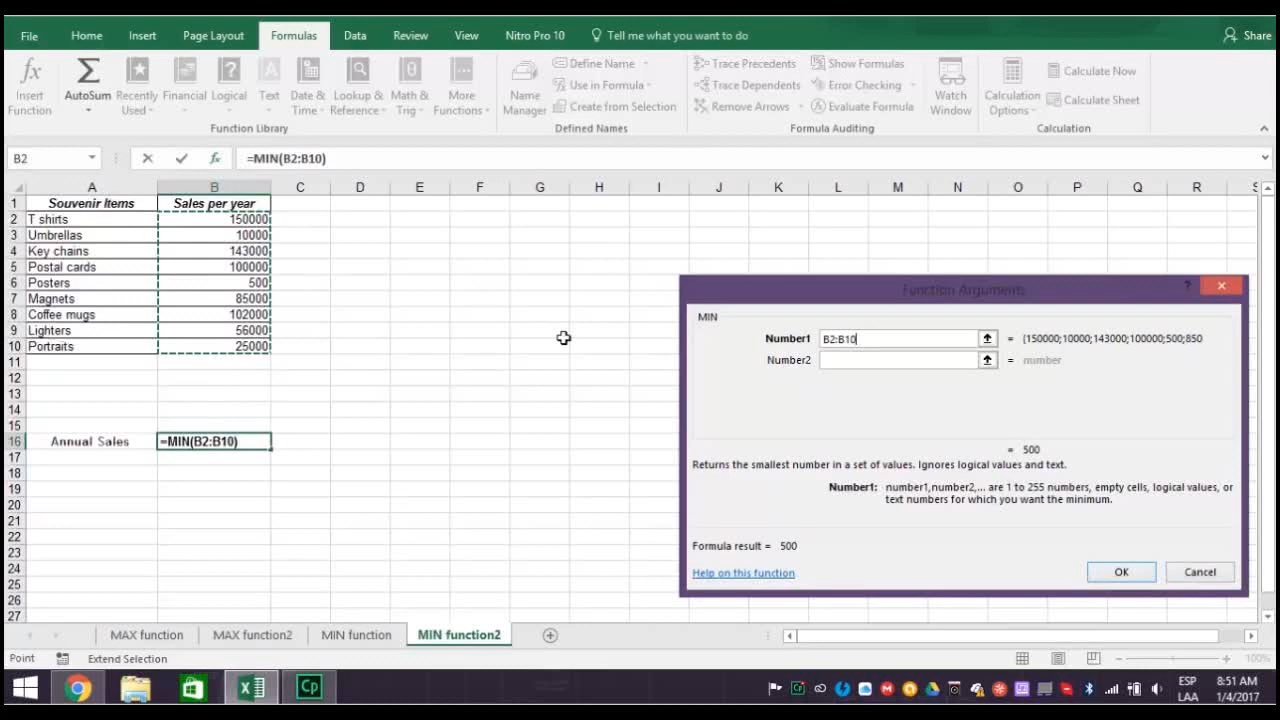 File Home Insert Page Layout Formulas Data Review View Nitro Pro 10 Tell me what you want to do Share
fx Σ ? A θ
Insert Function AutoSum Recently Used Financial Logical Text Date & Time Lookup & Reference Math & Trig More Functions
Function Library
Name Manager
Define Name
Use in Formula
Create from Selection
Defined Names
Trace Precedents Show Formulas
Trace Dependents Error Checking
Remove Arrows Evaluate Formula
Formula Auditing
Watch Window
Calculation Options
Calculate Now
Calculate Sheet
Calculation
B2 fx =MIN(B2:B10)
A B C D E F G H I J K L M N O P Q R S
1 Souvenir Items Sales per year
2 T shirts 150000
3 Umbrellas 10000
4 Key chains 143000
5 Postal cards 100000
6 Posters 500
7 Magnets 85000
8 Coffee mugs 102000
9 Lighters 56000
10 Portraits 25000
11
12
13
14
15
16 Annual Sales =MIN(B2:B10)
17
18
19
20
21
22
23
24
25
26
27
Function Arguments ?
MIN
Number1 B2:B10 = {150000;10000;143000;100000;500;850
Number2 = number
= 500
Returns the smallest number in a set of values. Ignores logical values and text.
Number1: number1,number2,... are 1 to 255 numbers, empty cells, logical values, or
text numbers for which you want the minimum.
Formula result = 500
Help on this function OK Cancel
MAX function MAX function2 MIN function MIN function2
Point Extend Selection 100%
Cp ESP 8:51 AM
LAA 1/4/2017